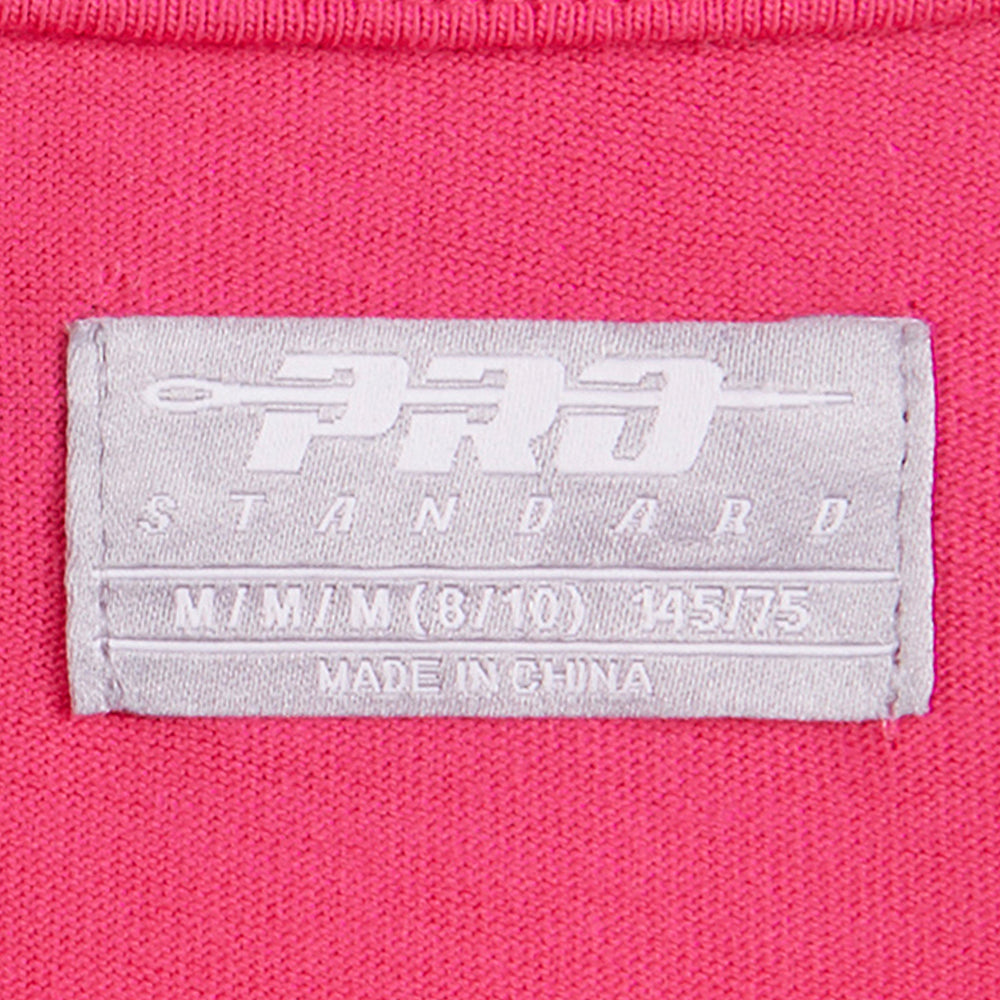 PRO
STANDARD
M/M/M (8/10) 145/75
MADE IN CHINA